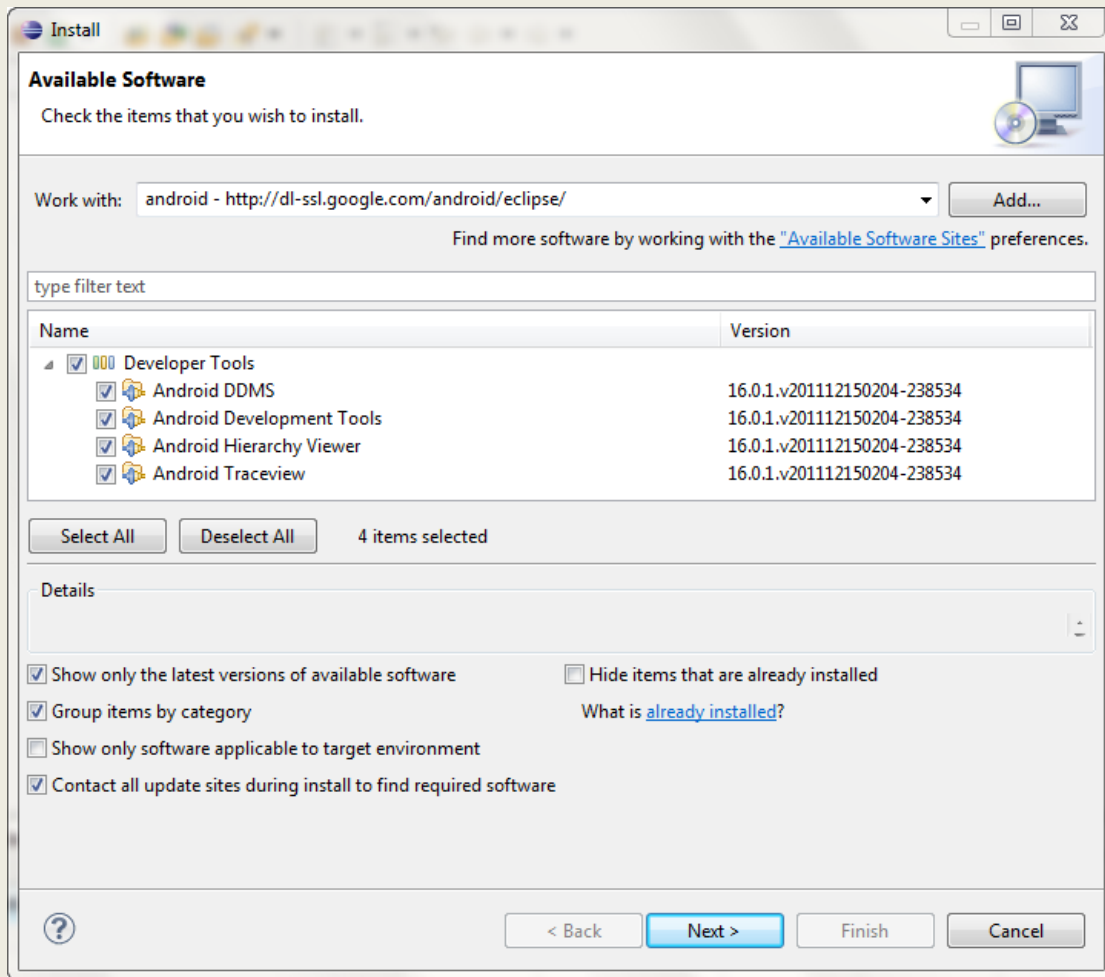 Install
Available Software
Check the items that you wish to install.
Work with: android - http://dl-ssl.google.com/android/eclipse/ Add...
Find more software by working with the "Available Software Sites" preferences.
type filter text
Name Version
Developer Tools
Android DDMS 16.0.1.v201112150204-238534
Android Development Tools 16.0.1.v201112150204-238534
Android Hierarchy Viewer 16.0.1.v201112150204-238534
Android Traceview 16.0.1.v201112150204-238534
Select All Deselect All 4 items selected
Details
Show only the latest versions of available software Hide items that are already installed
Group items by category What is already installed?
Show only software applicable to target environment
Contact all update sites during install to find required software
? < Back Next > Finish Cancel